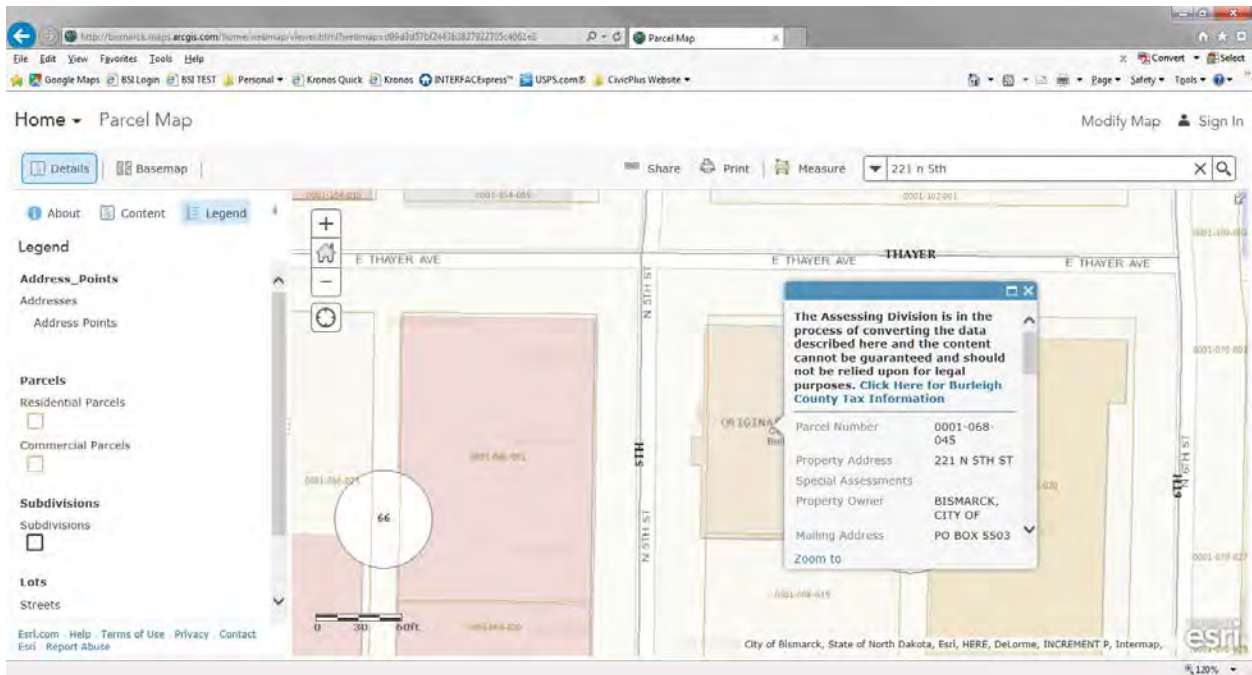 Parcel Map
File Edit View Favorites Tools Help
x Convert Select
Google Maps BSI Login BSI TEST Personal Kronos Quick Kronos INTERFACExpress™ USPS.com® CivicPlus Website
Page Safety Tools
Home Parcel Map
Modify Map Sign In
Details Basemap
Share Print Measure 221 n 5th
About Content Legend
Legend
Address_Points
Addresses
Address Points
Parcels
Residential Parcels
Commercial Parcels
Subdivisions
Subdivisions
Lots
Streets
Esri.com Help Terms of Use Privacy Contact
Esri Report Abuse
E THAYER AVE
E THAYER AVE
THAYER
E THAYER AVE
N 5TH ST
5TH
N 5TH ST
N 6TH ST
6TH
66
0 30 60ft
The Assessing Division is in the
process of converting the data
described here and the content
cannot be guaranteed and should
not be relied upon for legal
purposes. Click Here for Burleigh
County Tax Information
Parcel Number 0001-068-
045
Property Address 221 N 5TH ST
Special Assessments
Property Owner BISMARCK,
CITY OF
Mailing Address PO BOX 5503
Zoom to
City of Bismarck, State of North Dakota, Esri, HERE, DeLorme, INCREMENT P, Intermap,
esri
120%